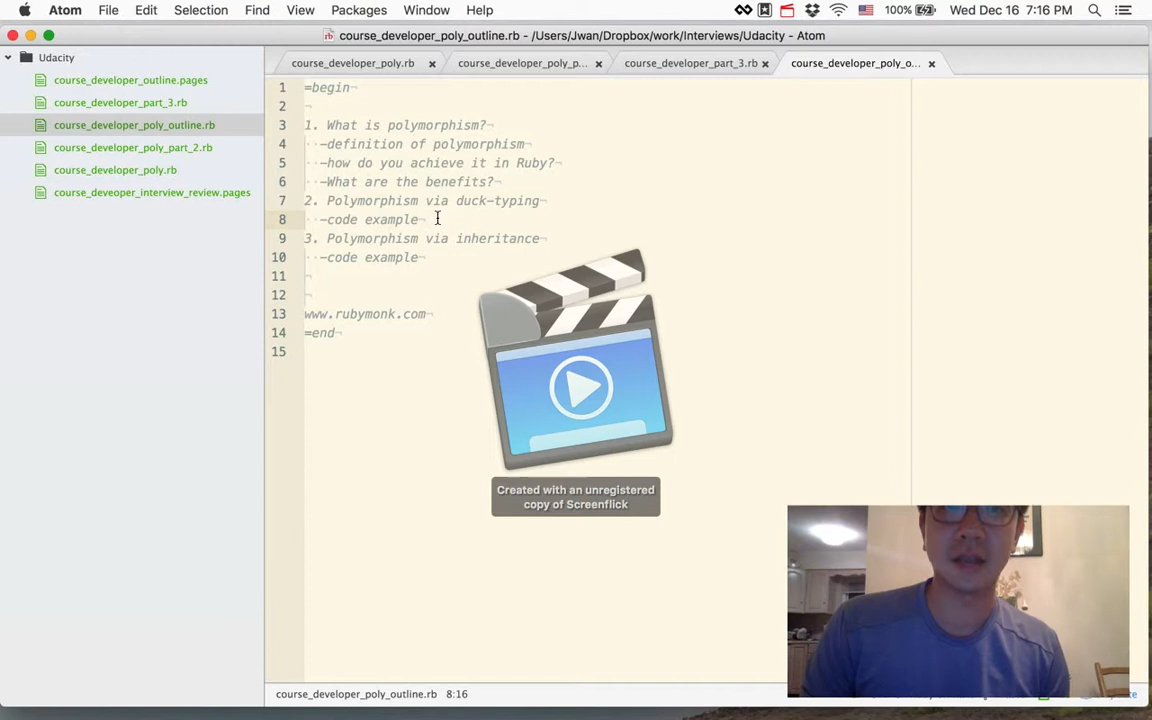 Atom File Edit Selection Find View Packages Window Help 100% Wed Dec 16 7:16 PM
course_developer_poly_outline.rb - /Users/Jwan/Dropbox/work/Interviews/Udacity - Atom
Udacity
course_developer_outline.pages
course_developer_part_3.rb
course_developer_poly_outline.rb
course_developer_poly_part_2.rb
course_developer_poly.rb
course_deveoper_interview_review.pages
course_developer_poly.rb course_developer_poly_p... course_developer_part_3.rb course_developer_poly_o...
1 =begin
2
3 1. What is polymorphism?
4 -definition of polymorphism
5 -how do you achieve it in Ruby?
6 -What are the benefits?
7 2. Polymorphism via duck-typing
8 -code example
9 3. Polymorphism via inheritance
10 -code example
11
12
13 www.rubymonk.com
14 =end
15
Created with an unregistered
copy of Screenflick
course_developer_poly_outline.rb 8:16